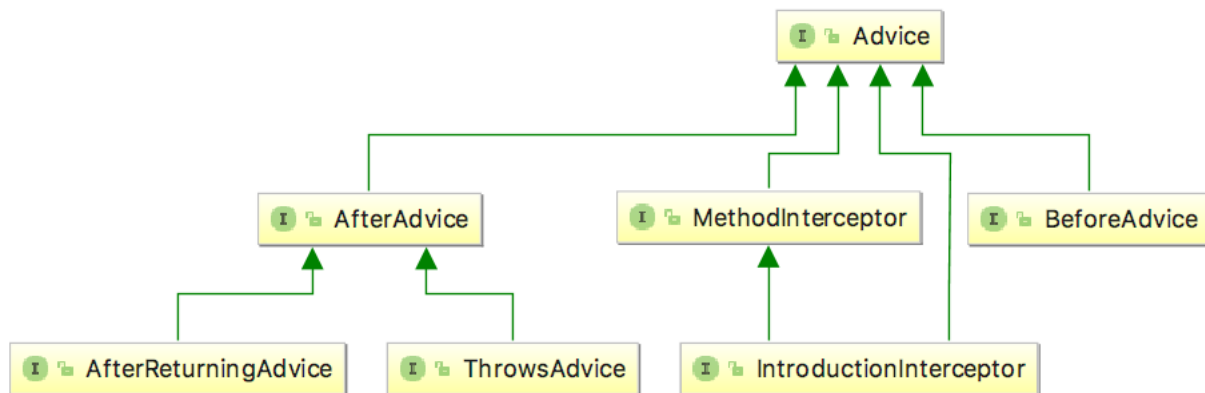 I Advice
I AfterAdvice
I MethodInterceptor
I BeforeAdvice
I AfterReturningAdvice
I ThrowsAdvice
I IntroductionInterceptor